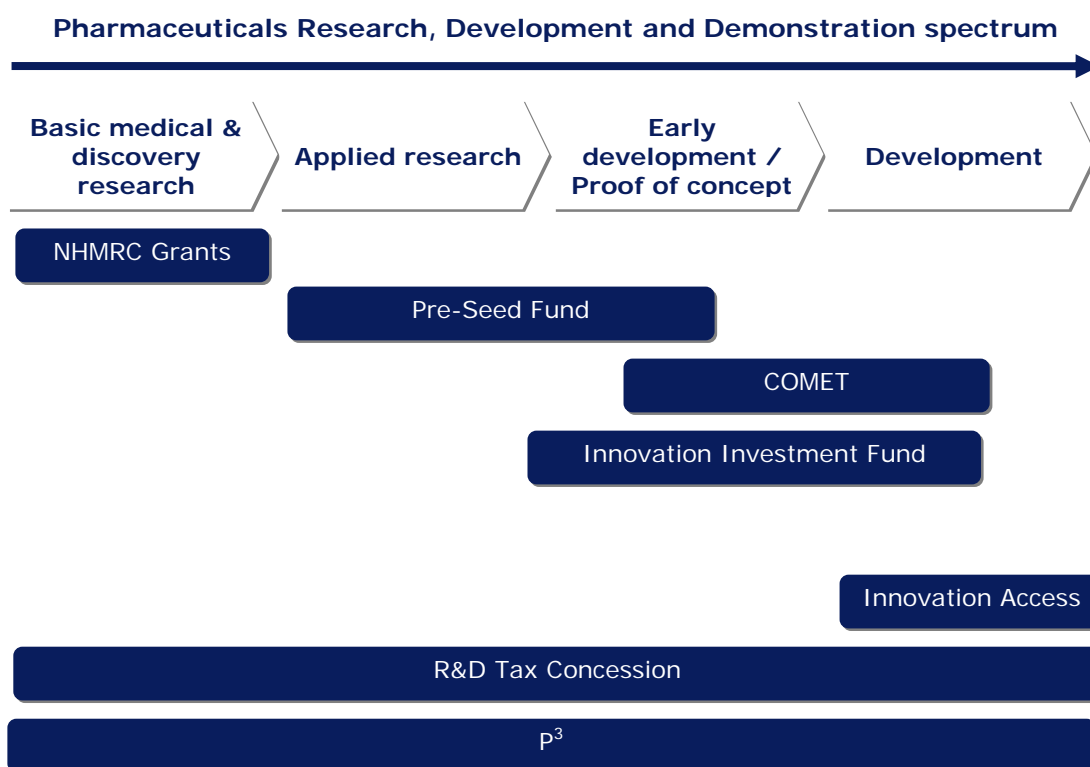 Pharmaceuticals Research, Development and Demonstration spectrum
Basic medical &
discovery
research
Applied research
Early
development /
Proof of concept
Development
NHMRC Grants
Pre-Seed Fund
COMET
Innovation Investment Fund
Innovation Access
R&D Tax Concession
P³